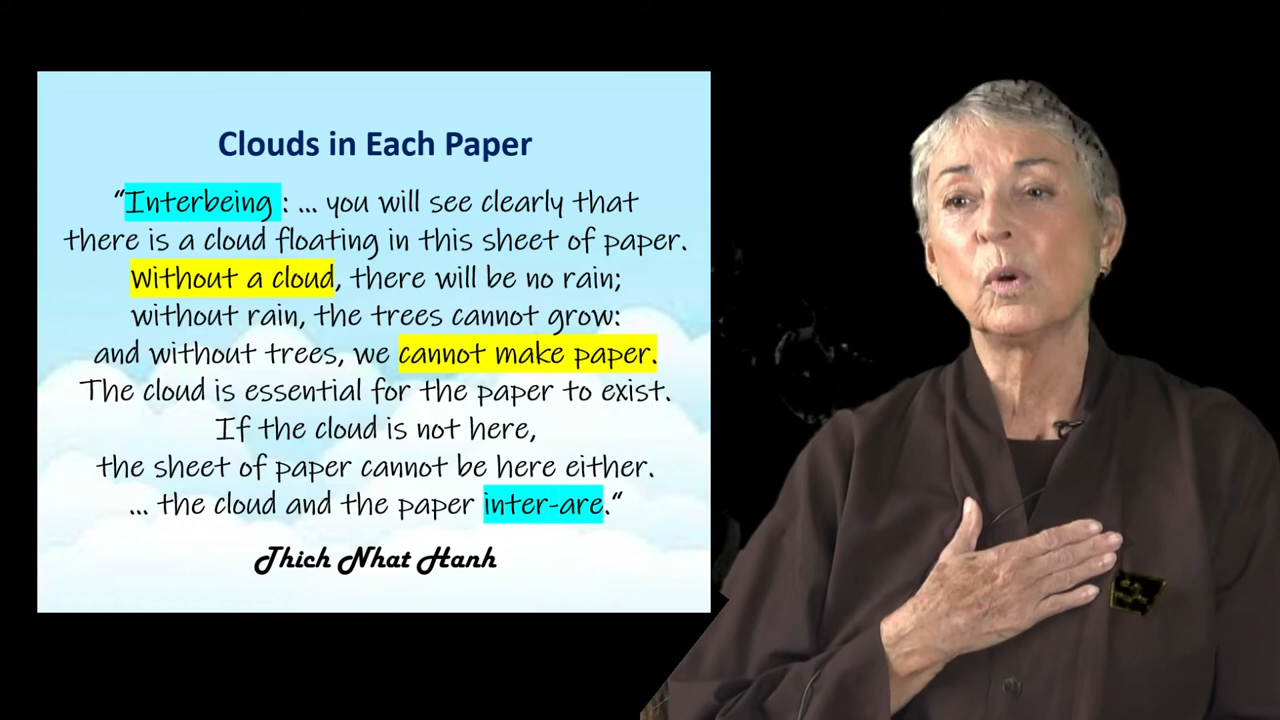 Clouds in Each Paper
“Interbeing : ... you will see clearly that
there is a cloud floating in this sheet of paper.
Without a cloud, there will be no rain;
without rain, the trees cannot grow:
and without trees, we cannot make paper.
The cloud is essential for the paper to exist.
If the cloud is not here,
the sheet of paper cannot be here either.
... the cloud and the paper inter-are.“
Thich Nhat Hanh